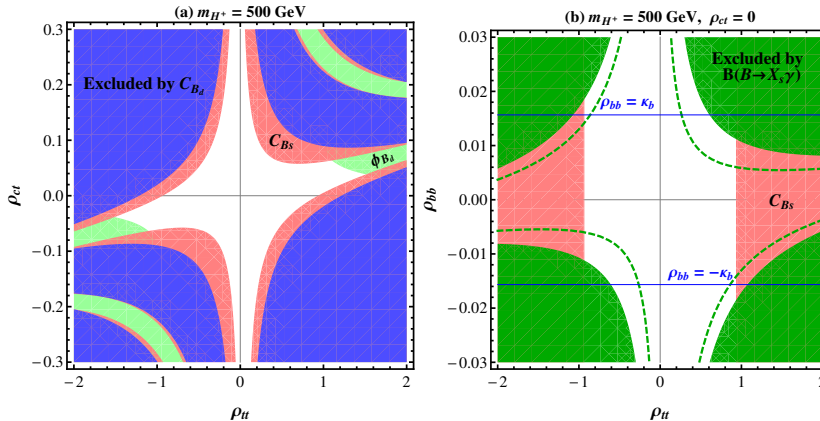 (a) m_{H^+} = 500 GeV
0.3
0.2
0.1
0.0
-0.1
-0.2
-0.3
ρ_{ct}
Excluded by C_{B_d}
C_{Bs}
ϕ_{B_d}
-2 -1 0 1 2
ρ_{tt}
(b) m_{H^+} = 500 GeV, ρ_{ct} = 0
0.03
0.02
0.01
0.00
-0.01
-0.02
-0.03
ρ_{bb}
Excluded by
B(B→X_s γ)
ρ_{bb} = κ_b
C_{Bs}
ρ_{bb} = -κ_b
-2 -1 0 1 2
ρ_{tt}